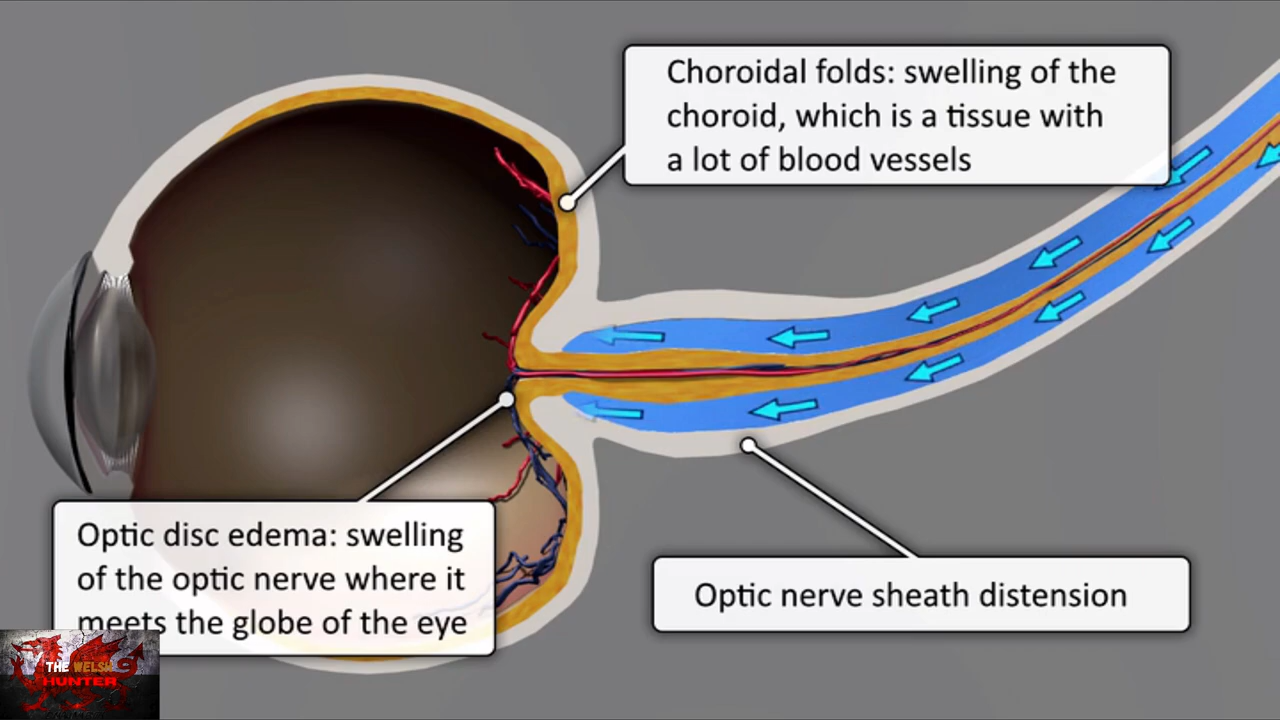 Choroidal folds: swelling of the
choroid, which is a tissue with
a lot of blood vessels
Optic disc edema: swelling
of the optic nerve where it
meets the globe of the eye
Optic nerve sheath distension
THE WELSH
HUNTER